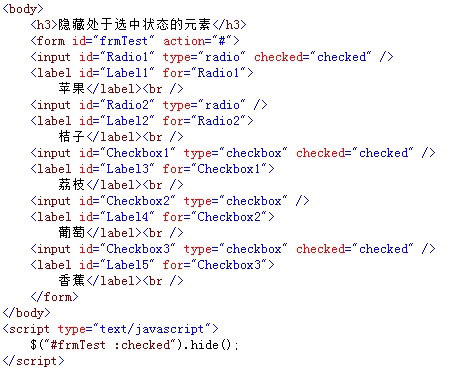 <body>
    <h3>隐藏处于选中状态的元素</h3>
    <form id="frmTest" action="#">
    <input id="Radio1" type="radio" checked="checked" />
    <label id="Label1" for="Radio1">
        苹果</label><br />
    <input id="Radio2" type="radio" />
    <label id="Label2" for="Radio2">
        桔子</label><br />
    <input id="Checkbox1" type="checkbox" checked="checked" />
    <label id="Label3" for="Checkbox1">
        荔枝</label><br />
    <input id="Checkbox2" type="checkbox" />
    <label id="Label4" for="Checkbox2">
        葡萄</label><br />
    <input id="Checkbox3" type="checkbox" checked="checked" />
    <label id="Label5" for="Checkbox3">
        香蕉</label><br />
    </form>
</body>
<script type="text/javascript">
    $("#frmTest :checked").hide();
</script>